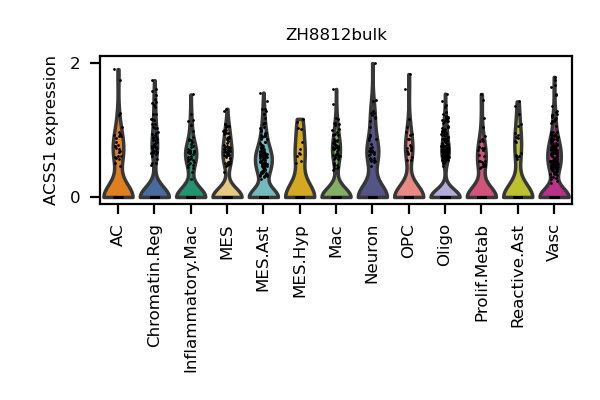 ZH8812bulk
ACSS1 expression
2
0
AC
Chromatin.Reg
Inflammatory.Mac
MES
MES.Ast
MES.Hyp
Mac
Neuron
OPC
Oligo
Prolif.Metab
Reactive.Ast
Vasc